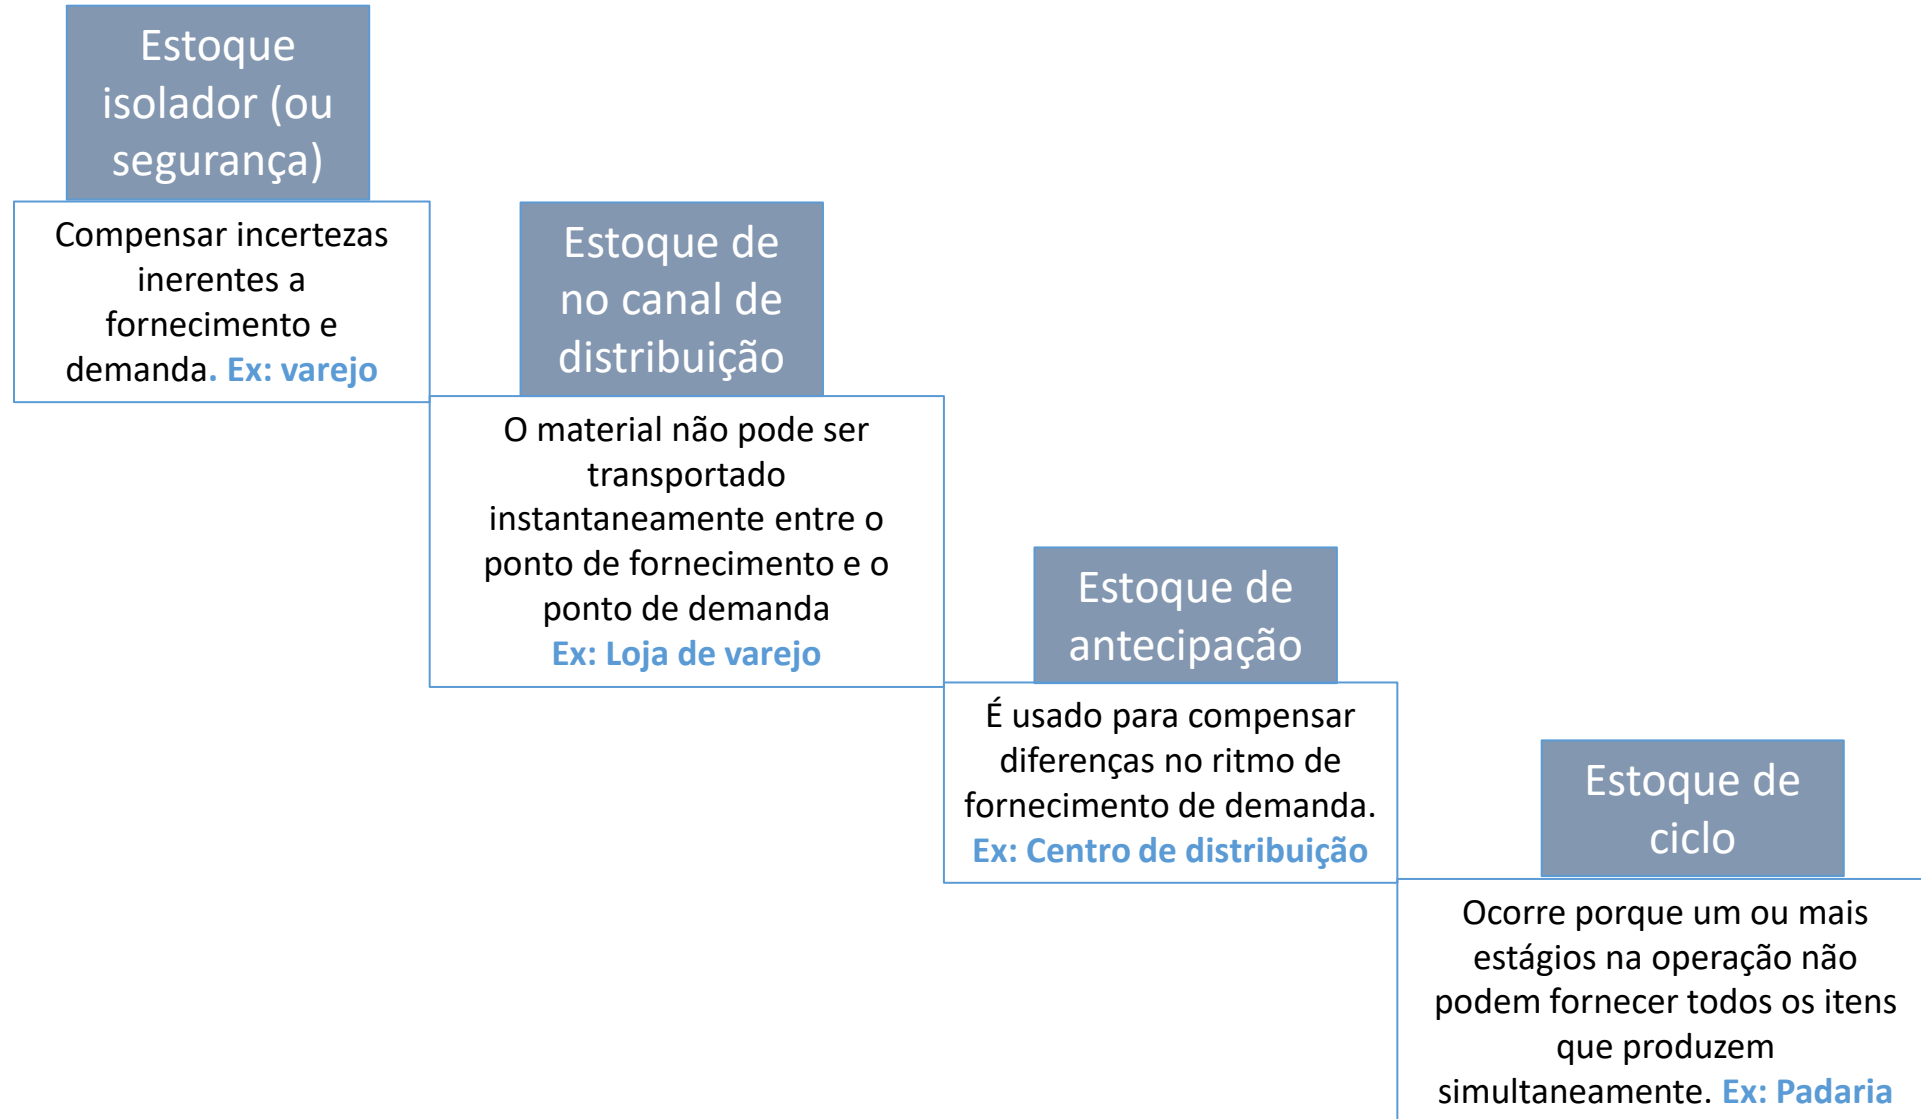 Estoque
isolador (ou
segurança)
Compensar incertezas
inerentes a
fornecimento e
demanda. Ex: varejo
Estoque de
no canal de
distribuição
O material não pode ser
transportado
instantaneamente entre o
ponto de fornecimento e o
ponto de demanda
Ex: Loja de varejo
Estoque de
antecipação
É usado para compensar
diferenças no ritmo de
fornecimento de demanda.
Ex: Centro de distribuição
Estoque de
ciclo
Ocorre porque um ou mais
estágios na operação não
podem fornecer todos os itens
que produzem
simultaneamente. Ex: Padaria